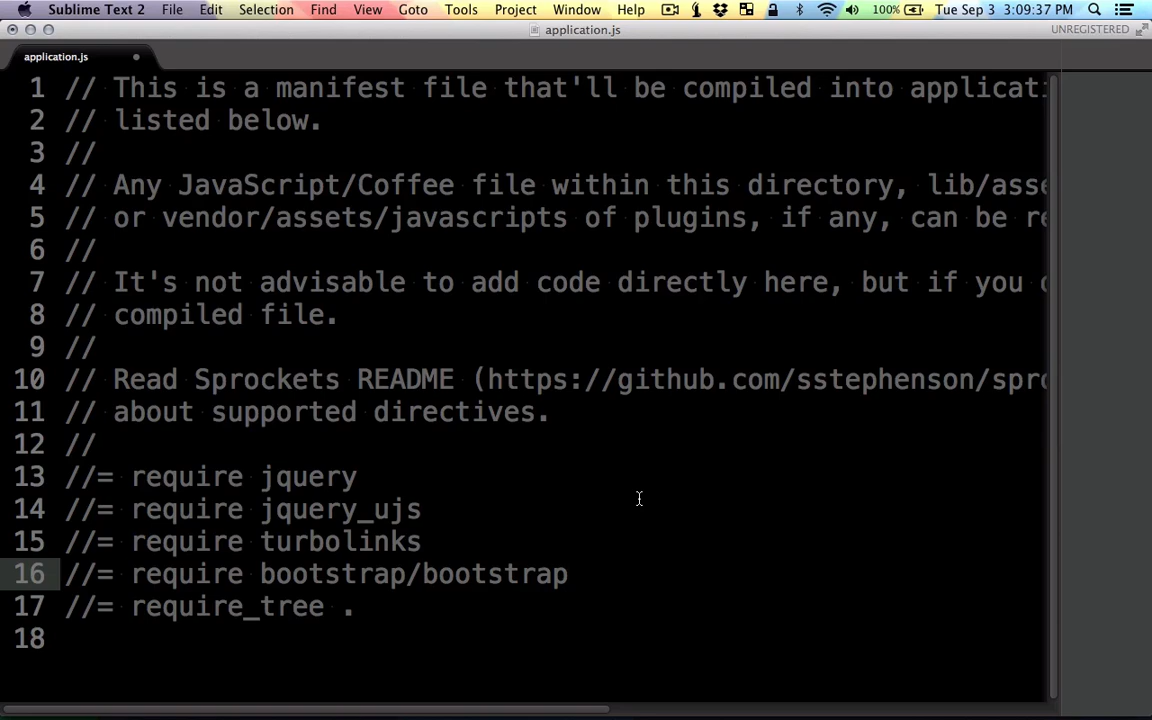 Sublime Text 2 File Edit Selection Find View Goto Tools Project Window Help 100% Tue Sep 3 3:09:37 PM
application.js UNREGISTERED
application.js
1 // This is a manifest file that'll be compiled into applicati
2 // listed below.
3 //
4 // Any JavaScript/Coffee file within this directory, lib/asse
5 // or vendor/assets/javascripts of plugins, if any, can be re
6 //
7 // It's not advisable to add code directly here, but if you
8 // compiled file.
9 //
10 // Read Sprockets README (https://github.com/sstephenson/spro
11 // about supported directives.
12 //
13 //= require jquery
14 //= require jquery_ujs
15 //= require turbolinks
16 //= require bootstrap/bootstrap
17 //= require_tree .
18